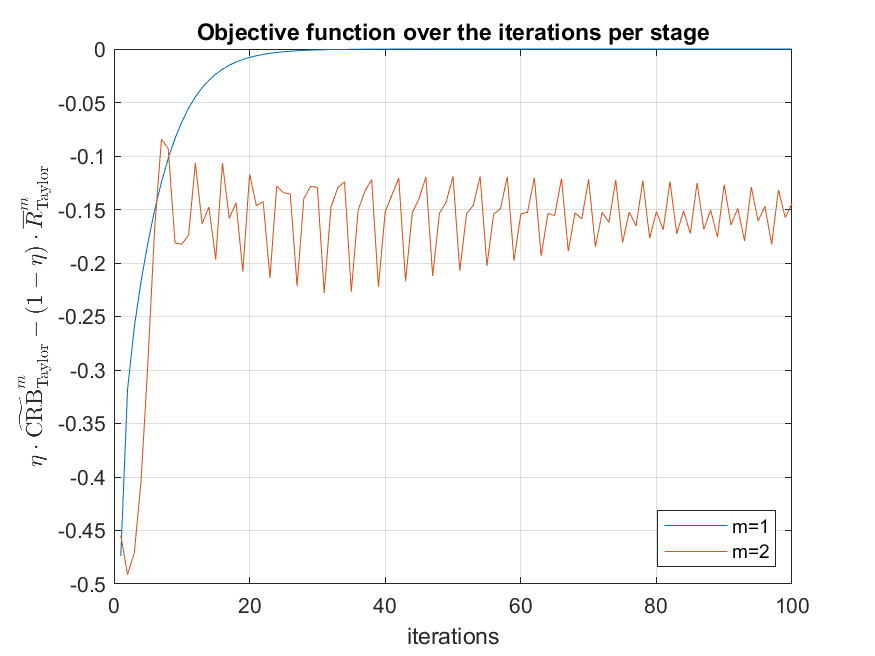 Objective function over the iterations per stage
0
-0.05
-0.1
-0.15
-0.2
-0.25
-0.3
-0.35
-0.4
-0.45
-0.5
η · C͠RB^m_Taylor − (1 − η) · R̅^m_Taylor
m=1
m=2
0 20 40 60 80 100
iterations